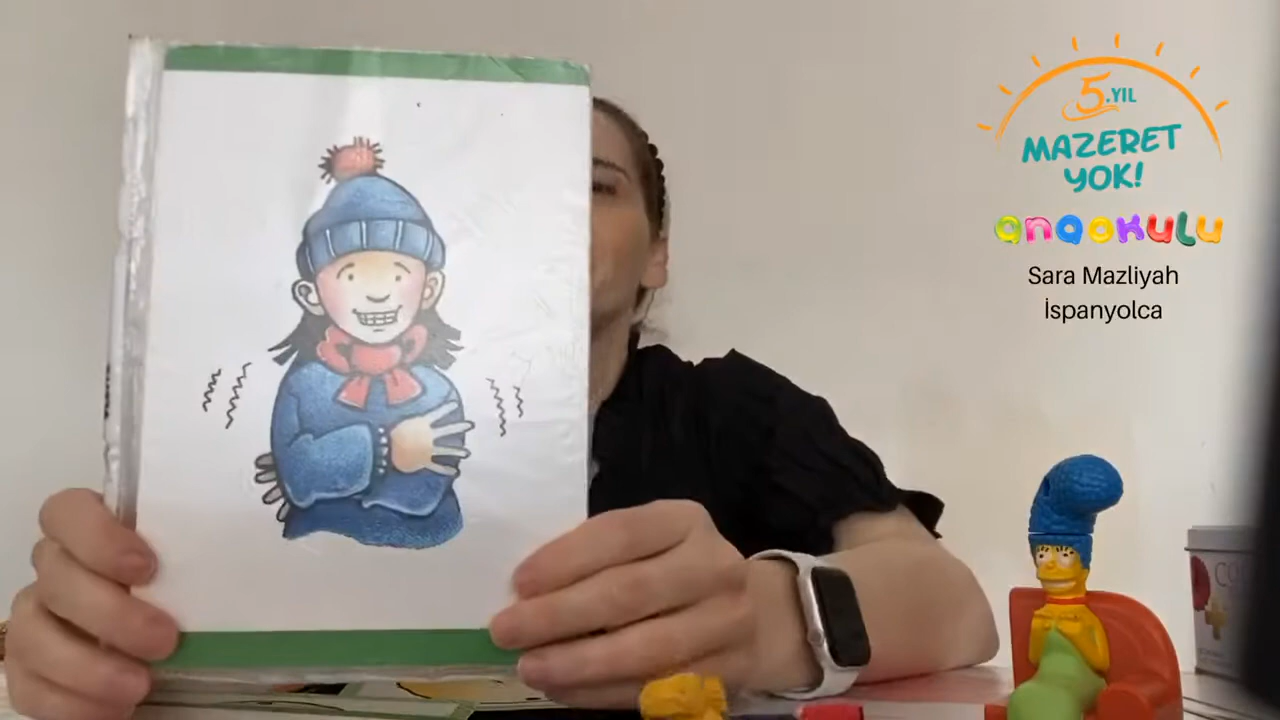 5.YIL
MAZERET
YOK!
anaokulu
Sara Mazliyah
İspanyolca